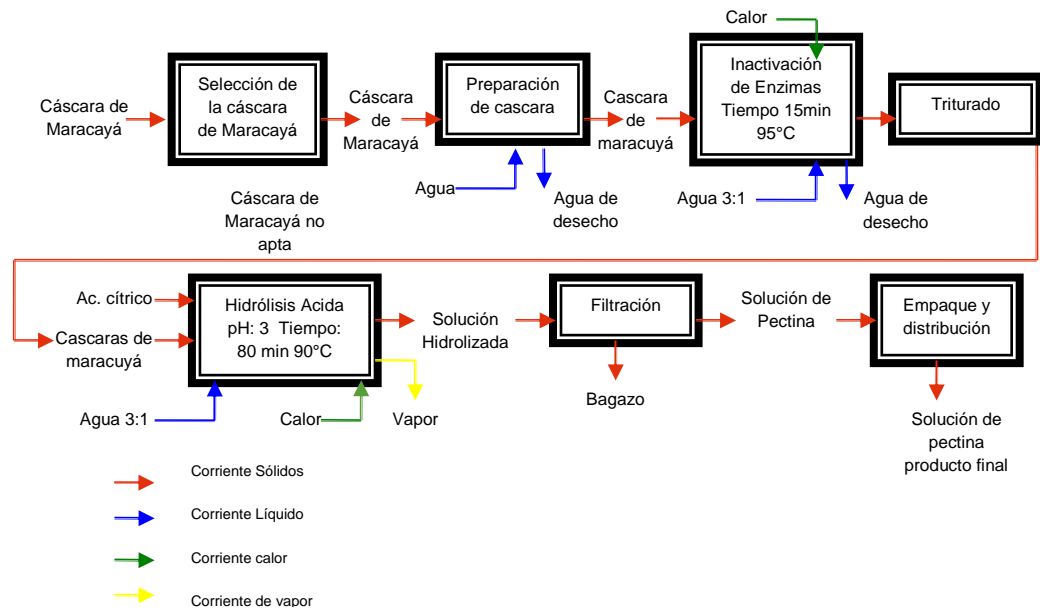 Calor
Cáscara de
Maracayá
Selección de
la cáscara
de Maracayá
Cáscara
de
Maracayá
Preparación
de cascara
Cascara
de
maracuyá
Inactivación
de Enzimas
Tiempo 15min
95°C
Triturado
Cáscara de
Maracayá no
apta
Agua
Agua de
desecho
Agua 3:1
Agua de
desecho
Ac. cítrico
Cascaras de
maracuyá
Hidrólisis Acida
pH: 3 Tiempo:
80 min 90°C
Solución
Hidrolizada
Filtración
Solución de
Pectina
Empaque y
distribución
Agua 3:1
Calor
Vapor
Bagazo
Solución de
pectina
producto final
Corriente Sólidos
Corriente Líquido
Corriente calor
Corriente de vapor